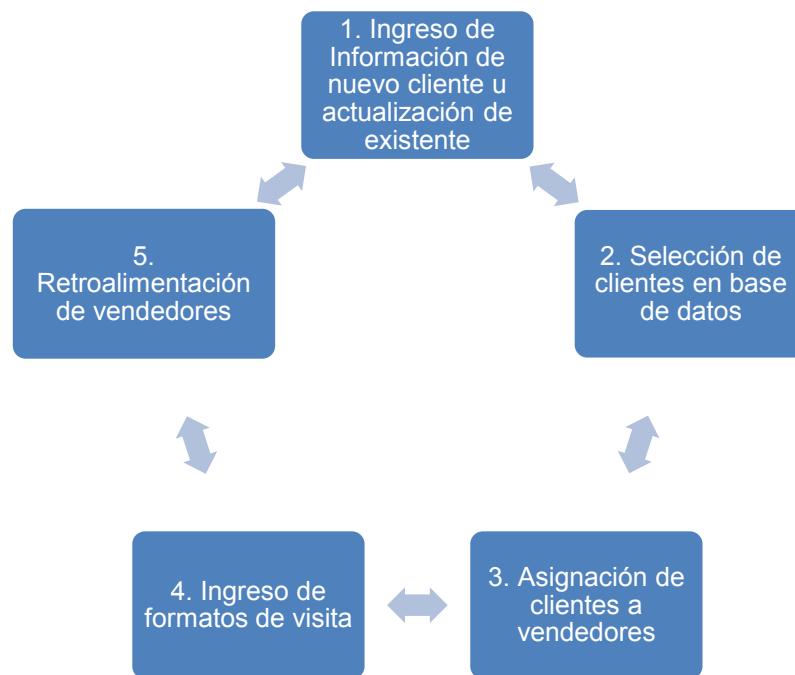 1. Ingreso de
Información de
nuevo cliente u
actualización de
existente
2. Selección de
clientes en base
de datos
3. Asignación de
clientes a
vendedores
4. Ingreso de
formatos de visita
5.
Retroalimentación
de vendedores